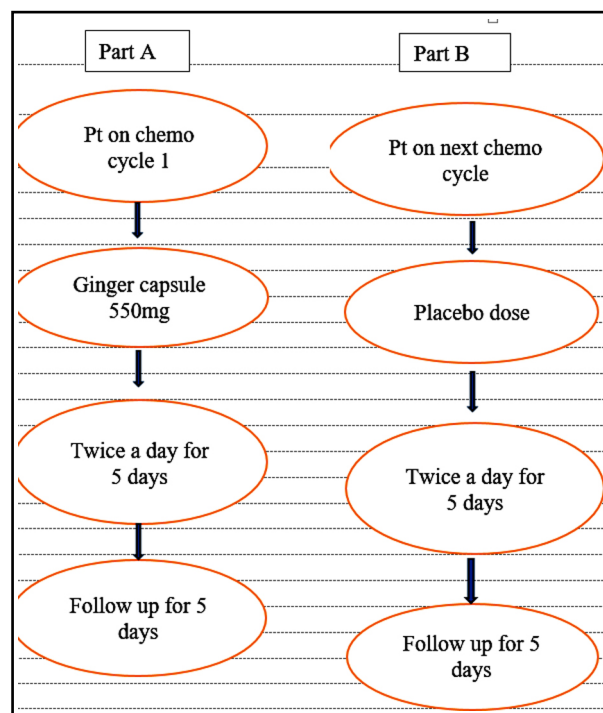 Part A
Pt on chemo
cycle 1
Ginger capsule
550mg
Twice a day for
5 days
Follow up for 5
days
Part B
Pt on next chemo
cycle
Placebo dose
Twice a day for
5 days
Follow up for 5
days